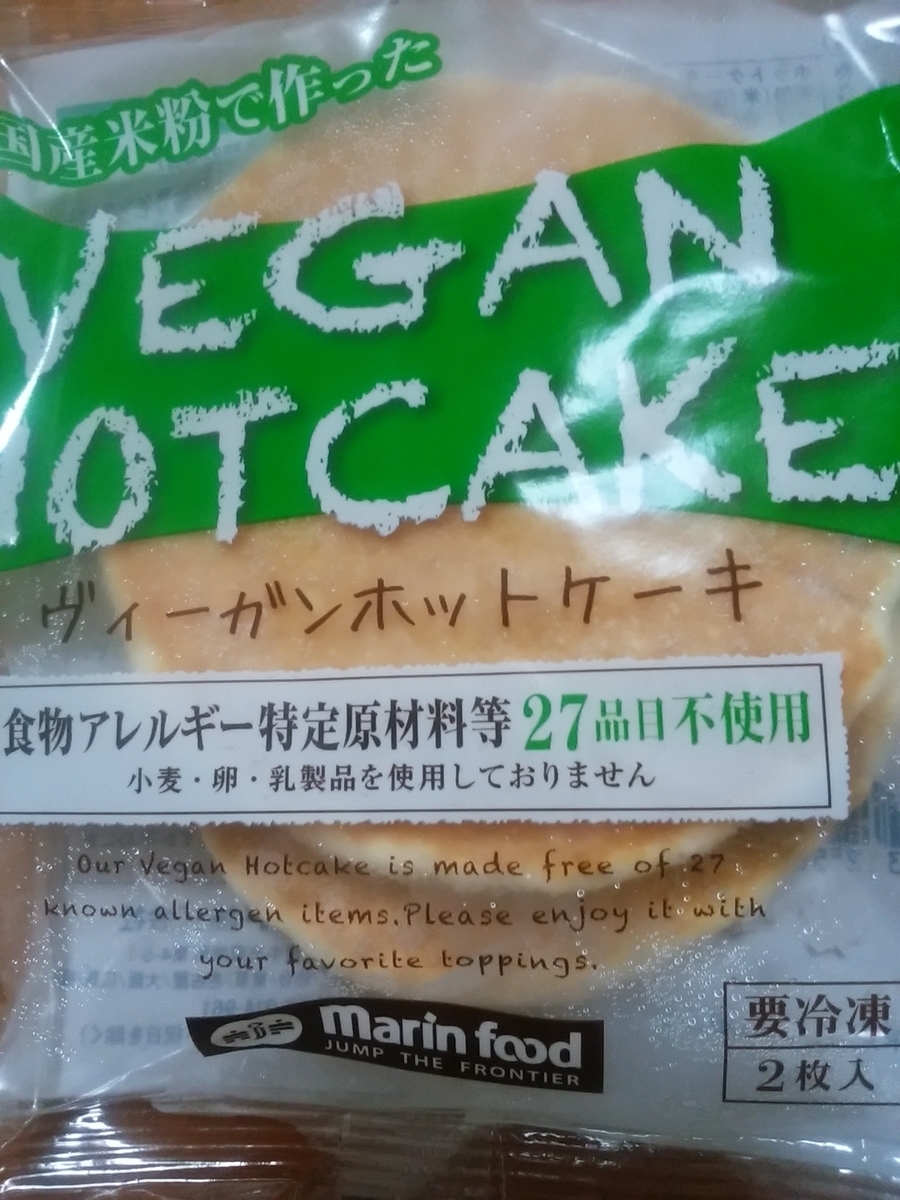 国産米粉で作った
VEGAN
HOTCAKE
ヴィーガンホットケーキ
食物アレルギー特定原材料等 27品目不使用
小麦・卵・乳製品を使用しておりません
Our Vegan Hotcake is made free of 27
known allergen items.Please enjoy it with
your favorite toppings.
marin food
JUMP THE FRONTIER
要冷凍
2枚入